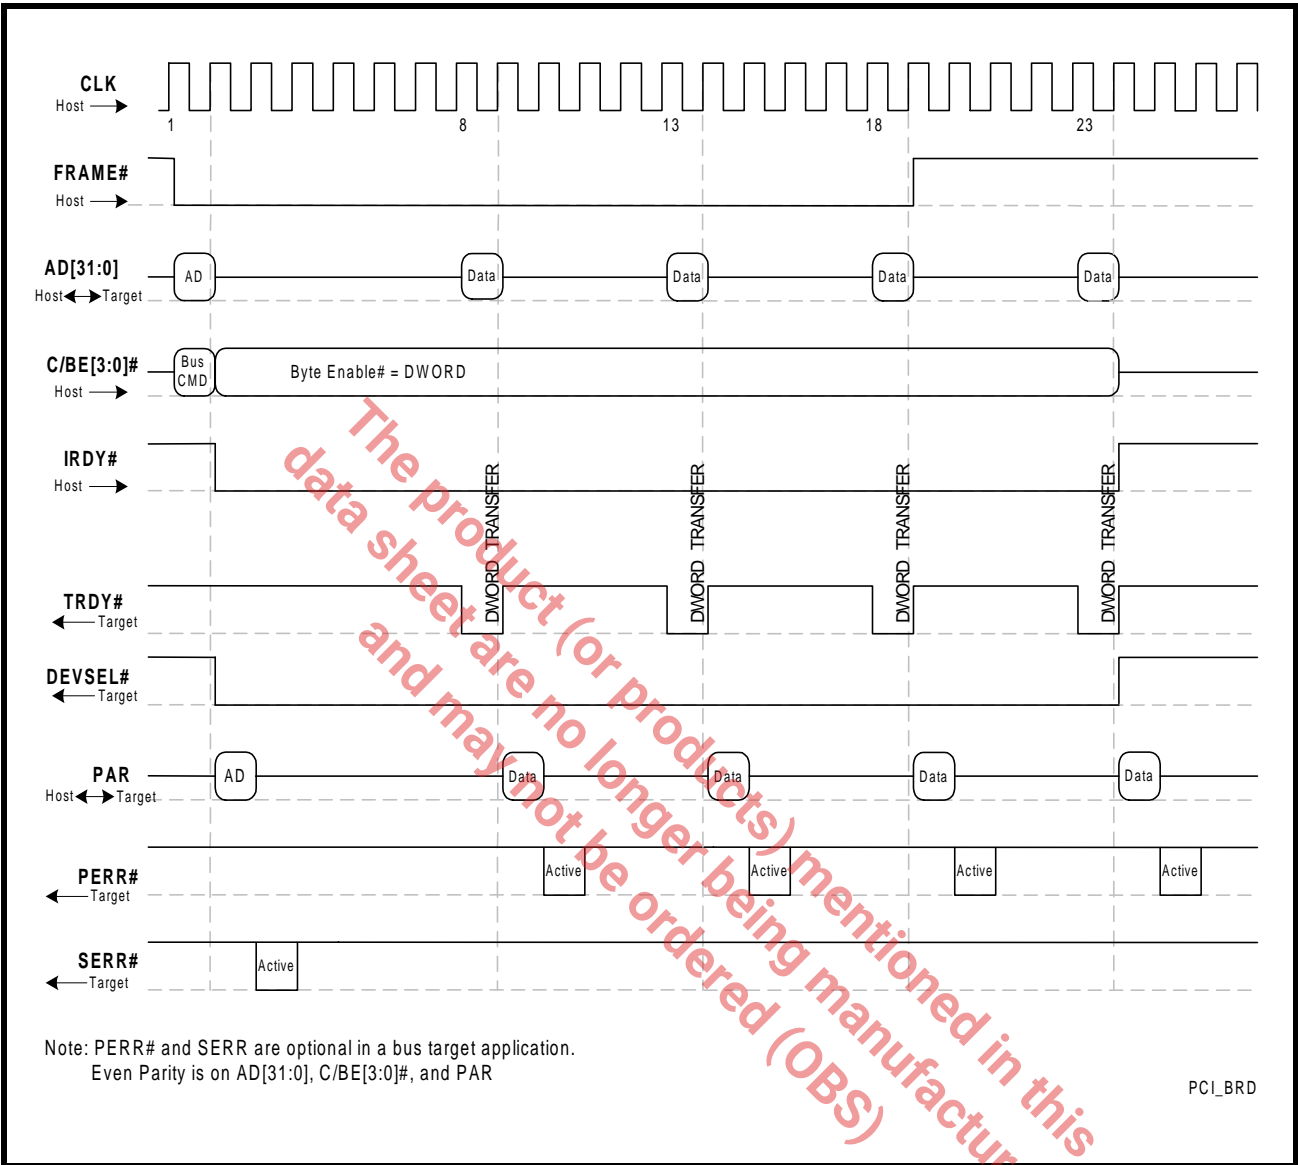 CLK
Host
1 8 13 18 23
FRAME#
Host
AD[31:0]
Host Target
AD Data Data Data Data
C/BE[3:0]#
Host
Bus
CMD
Byte Enable# = DWORD
IRDY#
Host
DWORD TRANSFER
DWORD TRANSFER
DWORD TRANSFER
DWORD TRANSFER
TRDY#
Target
DEVSEL#
Target
PAR
Host Target
AD Data Data Data Data
PERR#
Target
Active Active Active Active
SERR#
Target
Active
The product (or products) mentioned in this
data sheet are no longer being manufactur
and may not be ordered (OBS)
Note: PERR# and SERR are optional in a bus target application.
Even Parity is on AD[31:0], C/BE[3:0]#, and PAR
PCI_BRD